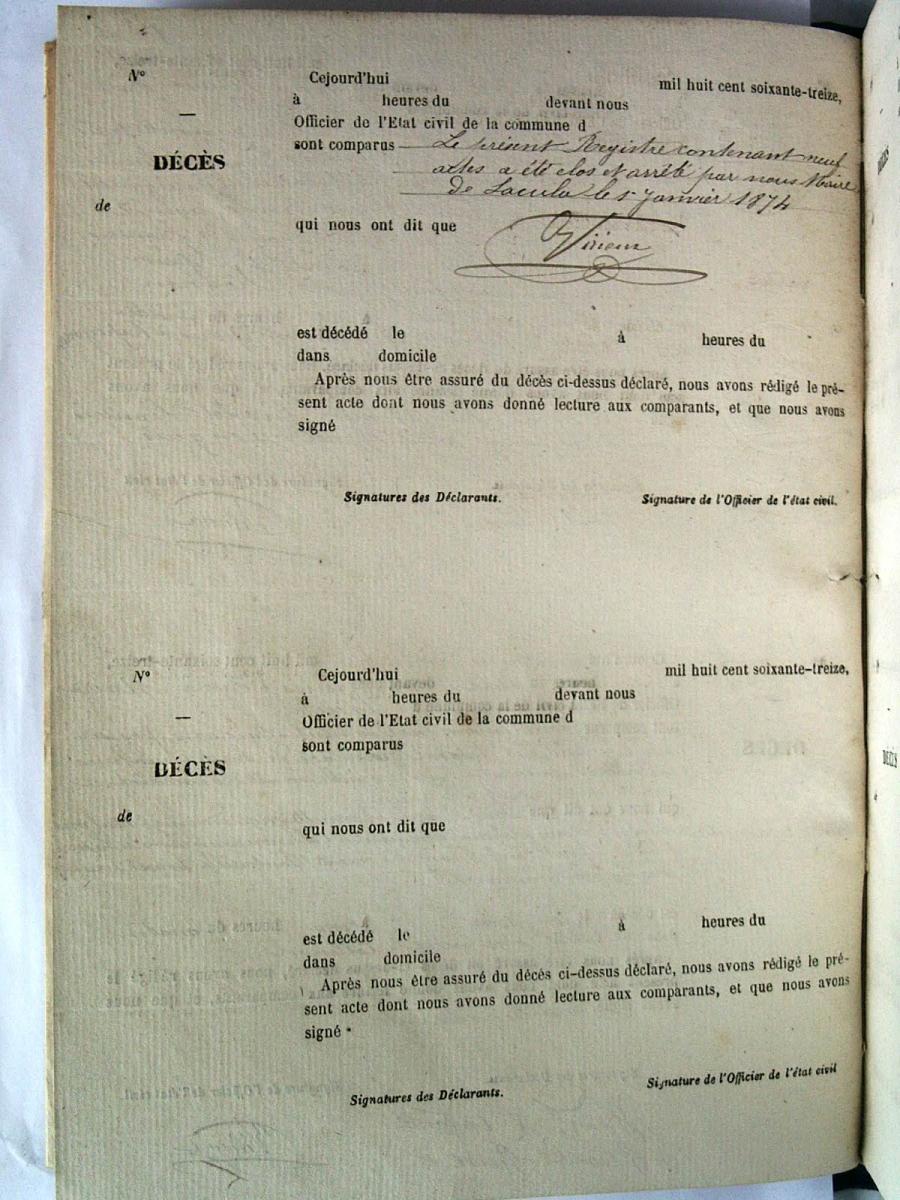 Nº
Cejourd'hui mil huit cent soixante-treize,
à heures du devant nous
Officier de l'Etat civil de la commune d
sont comparus Le présent Registre contenant neuf
actes a été clos et arrêté par nous Maire
DÉCÈS
de le 1 Janvier 1874
de
qui nous ont dit que
est décédé le à heures du
dans domicile
Après nous être assuré du décès ci-dessus déclaré, nous avons rédigé le pré-
sent acte dont nous avons donné lecture aux comparants, et que nous avons
signé
Signatures des Déclarants. Signature de l'Officier de l'état civil.
Nº
Cejourd'hui mil huit cent soixante-treize,
à heures du devant nous
Officier de l'Etat civil de la commune d
sont comparus
DÉCÈS
de
qui nous ont dit que
est décédé le à heures du
dans domicile
Après nous être assuré du décès ci-dessus déclaré, nous avons rédigé le pré-
sent acte dont nous avons donné lecture aux comparants, et que nous avons
signé
Signatures des Déclarants. Signature de l'Officier de l'état civil